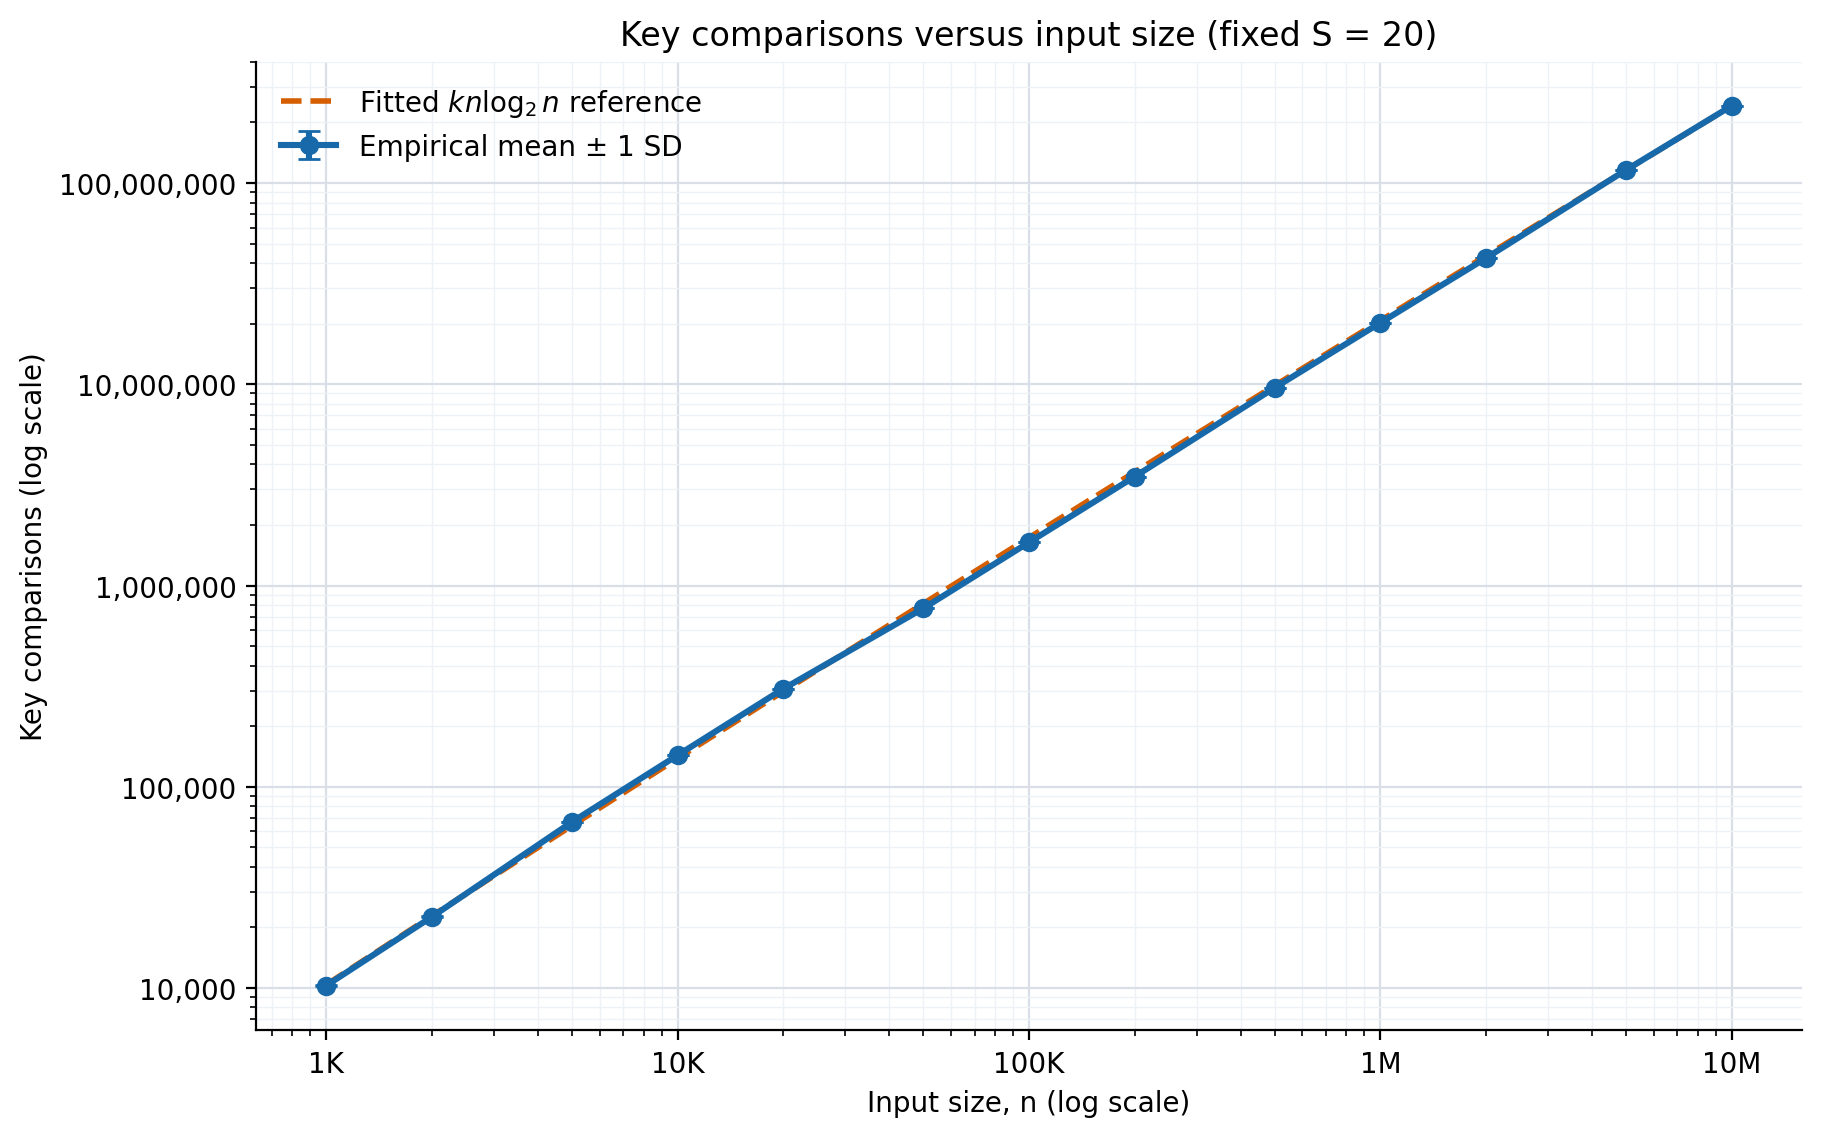 Key comparisons versus input size (fixed S = 20)
Fitted knlog₂ n reference
Empirical mean ± 1 SD
100,000,000
10,000,000
1,000,000
100,000
10,000
Key comparisons (log scale)
1K 10K 100K 1M 10M
Input size, n (log scale)